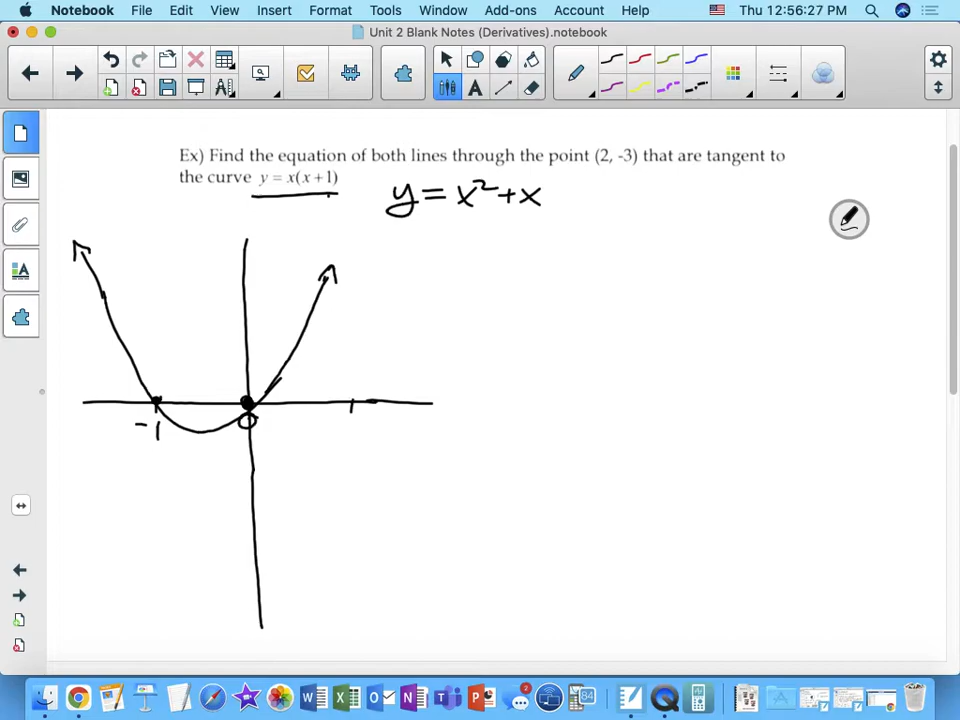 Notebook File Edit View Insert Format Tools Window Add-ons Account Help Thu 12:56:27 PM
Unit 2 Blank Notes (Derivatives).notebook
Ex) Find the equation of both lines through the point (2, -3) that are tangent to
the curve y = x(x+1)
y = x²+x
-1
0
84
2